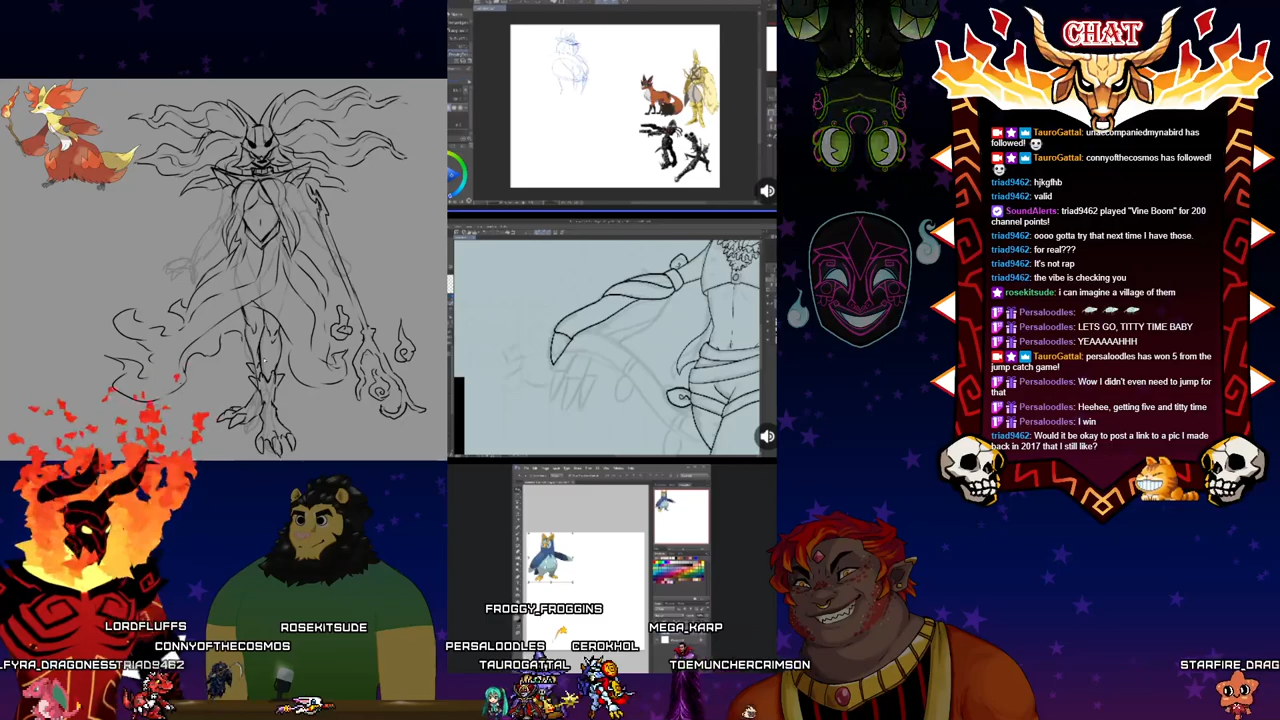 CHAT
TauroGattal: unaccompaniedmynabird has
followed!
TauroGattal: connyofthecosmos has followed!
triad9462: hjkgfhb
triad9462: valid
SoundAlerts: triad9462 played "Vine Boom" for 200
channel points!
triad9462: oooo gotta try that next time I have those.
triad9462: for real???
triad9462: It's not rap
triad9462: the vibe is checking you
rosekitsude: i can imagine a village of them
Persaloodles:
Persaloodles: LETS GO, TITTY TIME BABY
Persaloodles: YEAAAAAHHH
TauroGattal: persaloodles has won 5 from the
jump catch game!
Persaloodles: Wow I didn't even need to jump for
that
Persaloodles: Heehee, getting five and titty time
Persaloodles: I win
triad9462: Would it be okay to post a link to a pic I made
back in 2017 that I still like?
FROGGY_FROGGINS
LORDFLUFFS
ROSEKITSUDE
MEGA_KARP
CONNYOFTHECOSMOS
PERSALOODLES
CEROKHOL
TAUROGATTAL
TOEMUNCHERCRIMSON
STARFIRE_DRAG